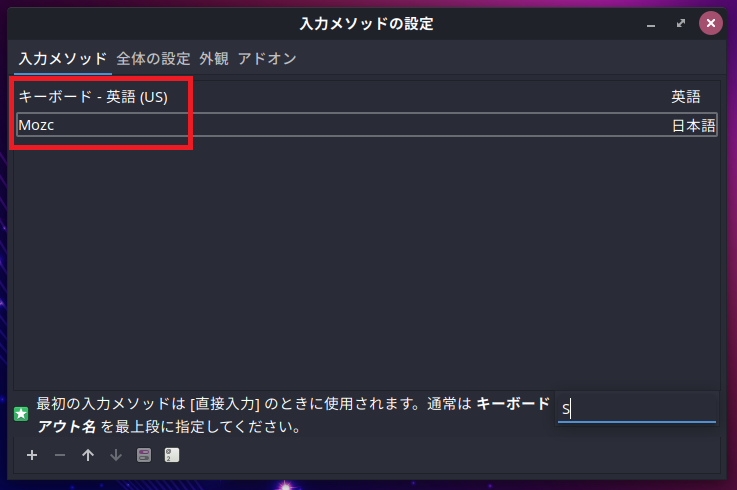 入力メソッドの設定
入力メソッド 全体の設定 外観 アドオン
キーボード - 英語 (US) 英語
Mozc 日本語
最初の入力メソッドは [直接入力] のときに使用されます。通常は キーボード
アウト名 を最上段に指定してください。
S